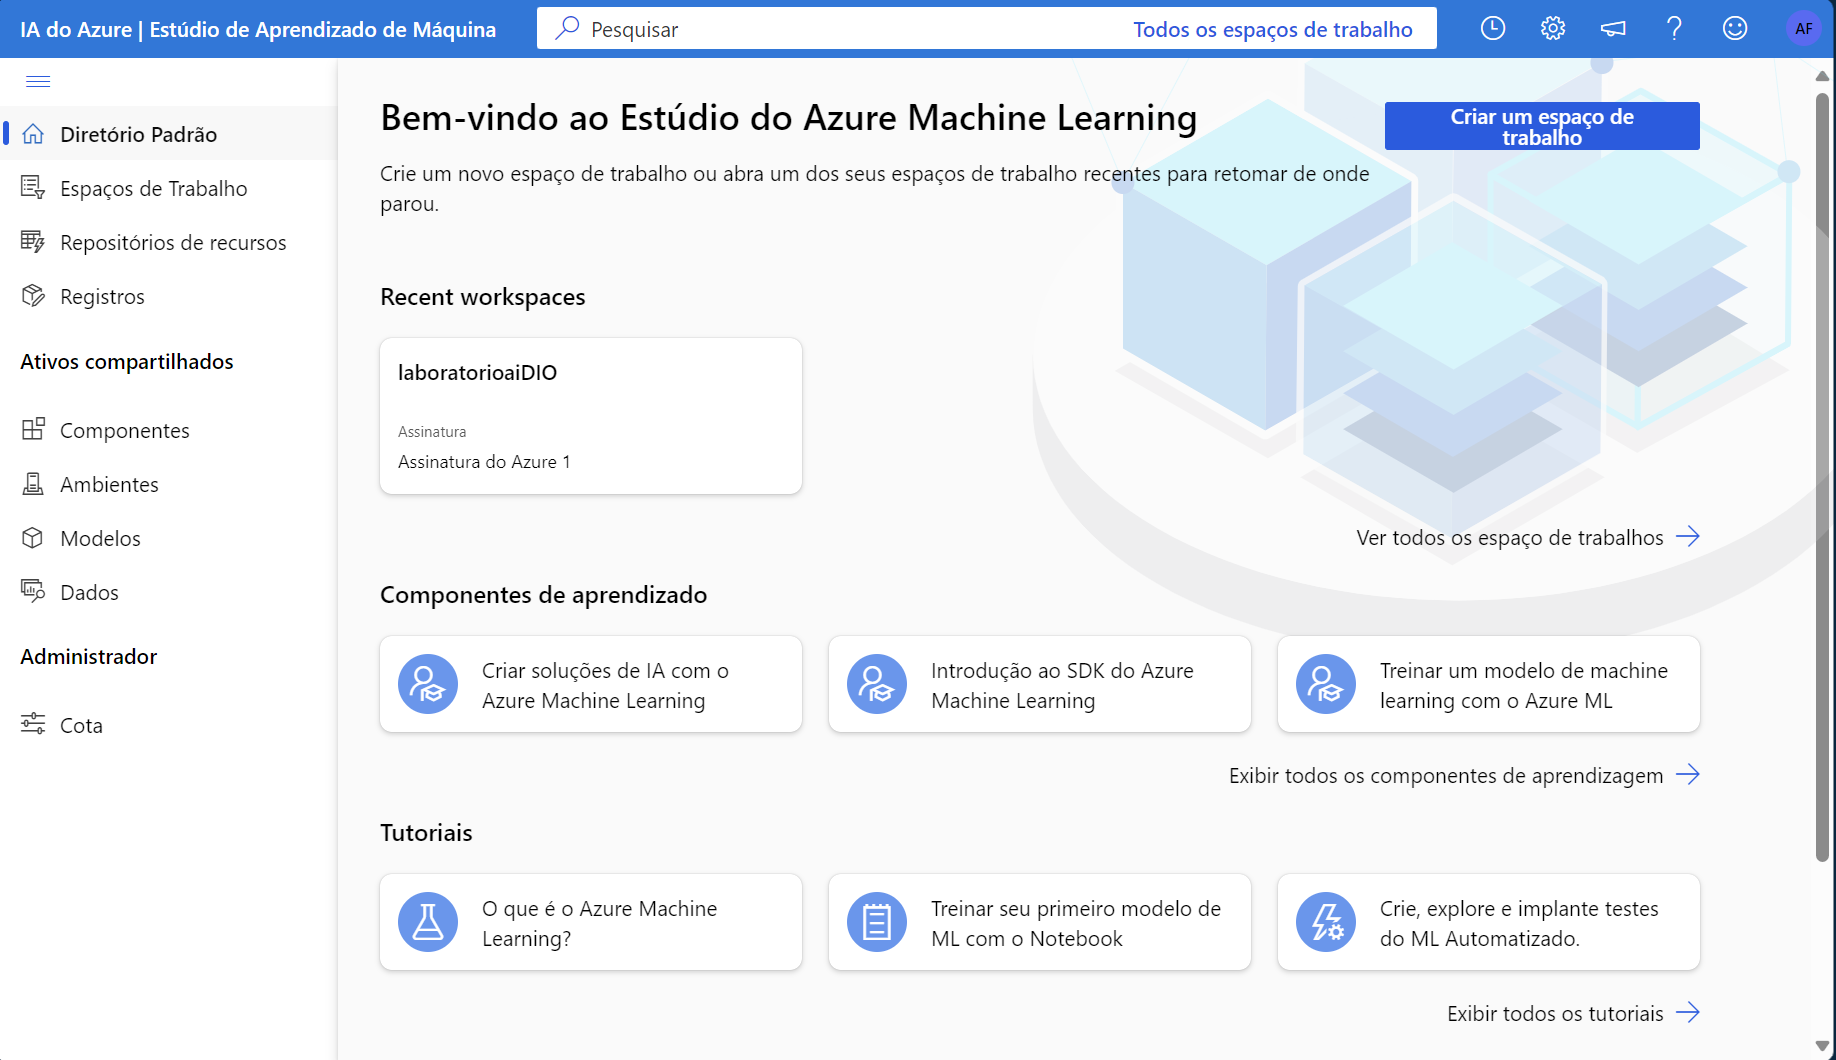 IA do Azure | Estúdio de Aprendizado de Máquina
Pesquisar
Todos os espaços de trabalho
AF
Diretório Padrão
Espaços de Trabalho
Repositórios de recursos
Registros
Ativos compartilhados
Componentes
Ambientes
Modelos
Dados
Administrador
Cota
Bem-vindo ao Estúdio do Azure Machine Learning
Criar um espaço de
trabalho
Crie um novo espaço de trabalho ou abra um dos seus espaços de trabalho recentes para retomar de onde
parou.
Recent workspaces
laboratorioaiDIO
Assinatura
Assinatura do Azure 1
Ver todos os espaço de trabalhos
Componentes de aprendizado
Criar soluções de IA com o
Azure Machine Learning
Introdução ao SDK do Azure
Machine Learning
Treinar um modelo de machine
learning com o Azure ML
Exibir todos os componentes de aprendizagem
Tutoriais
O que é o Azure Machine
Learning?
Treinar seu primeiro modelo de
ML com o Notebook
Crie, explore e implante testes
do ML Automatizado.
Exibir todos os tutoriais